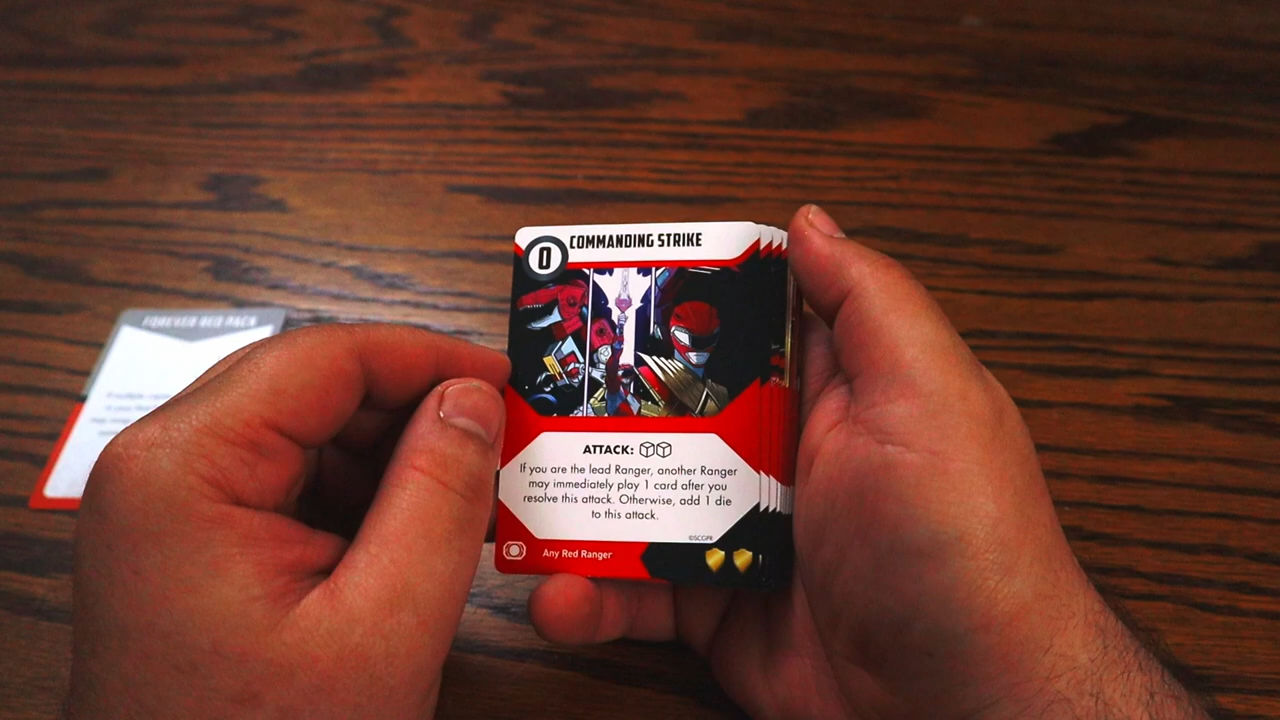 FOREVER RED PACK
0
COMMANDING STRIKE
ATTACK:
If you are the lead Ranger, another Ranger
may immediately play 1 card after you
resolve this attack. Otherwise, add 1 die
to this attack.
©SCGPR
Any Red Ranger